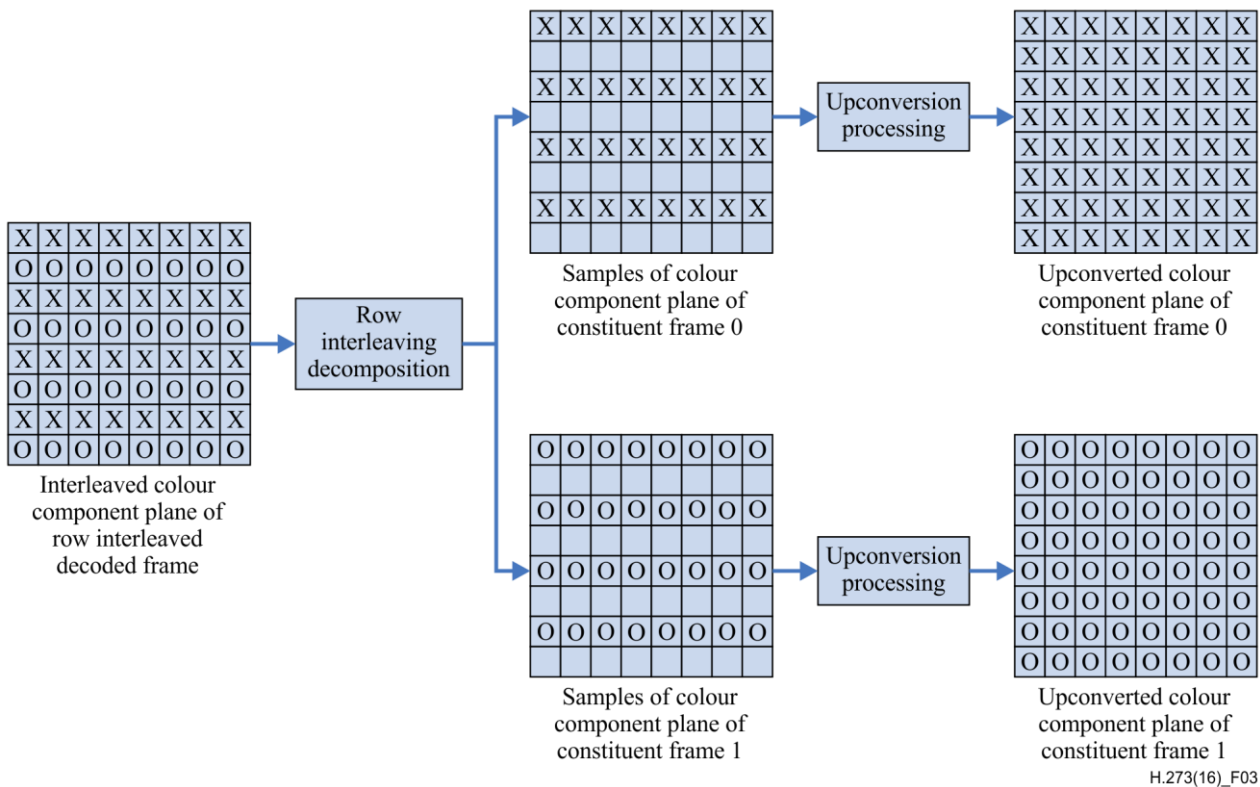 X X X X X X X X
O O O O O O O O
X X X X X X X X
O O O O O O O O
X X X X X X X X
O O O O O O O O
X X X X X X X X
O O O O O O O O
Interleaved colour
component plane of
row interleaved
decoded frame
Row
interleaving
decomposition
X X X X X X X X
X X X X X X X X
X X X X X X X X
X X X X X X X X
Samples of colour
component plane of
constituent frame 0
Upconversion
processing
X X X X X X X X
X X X X X X X X
X X X X X X X X
X X X X X X X X
X X X X X X X X
X X X X X X X X
X X X X X X X X
X X X X X X X X
Upconverted colour
component plane of
constituent frame 0
O O O O O O O O
O O O O O O O O
O O O O O O O O
O O O O O O O O
Samples of colour
component plane of
constituent frame 1
Upconversion
processing
O O O O O O O O
O O O O O O O O
O O O O O O O O
O O O O O O O O
O O O O O O O O
O O O O O O O O
O O O O O O O O
O O O O O O O O
Upconverted colour
component plane of
constituent frame 1
H.273(16)_F03